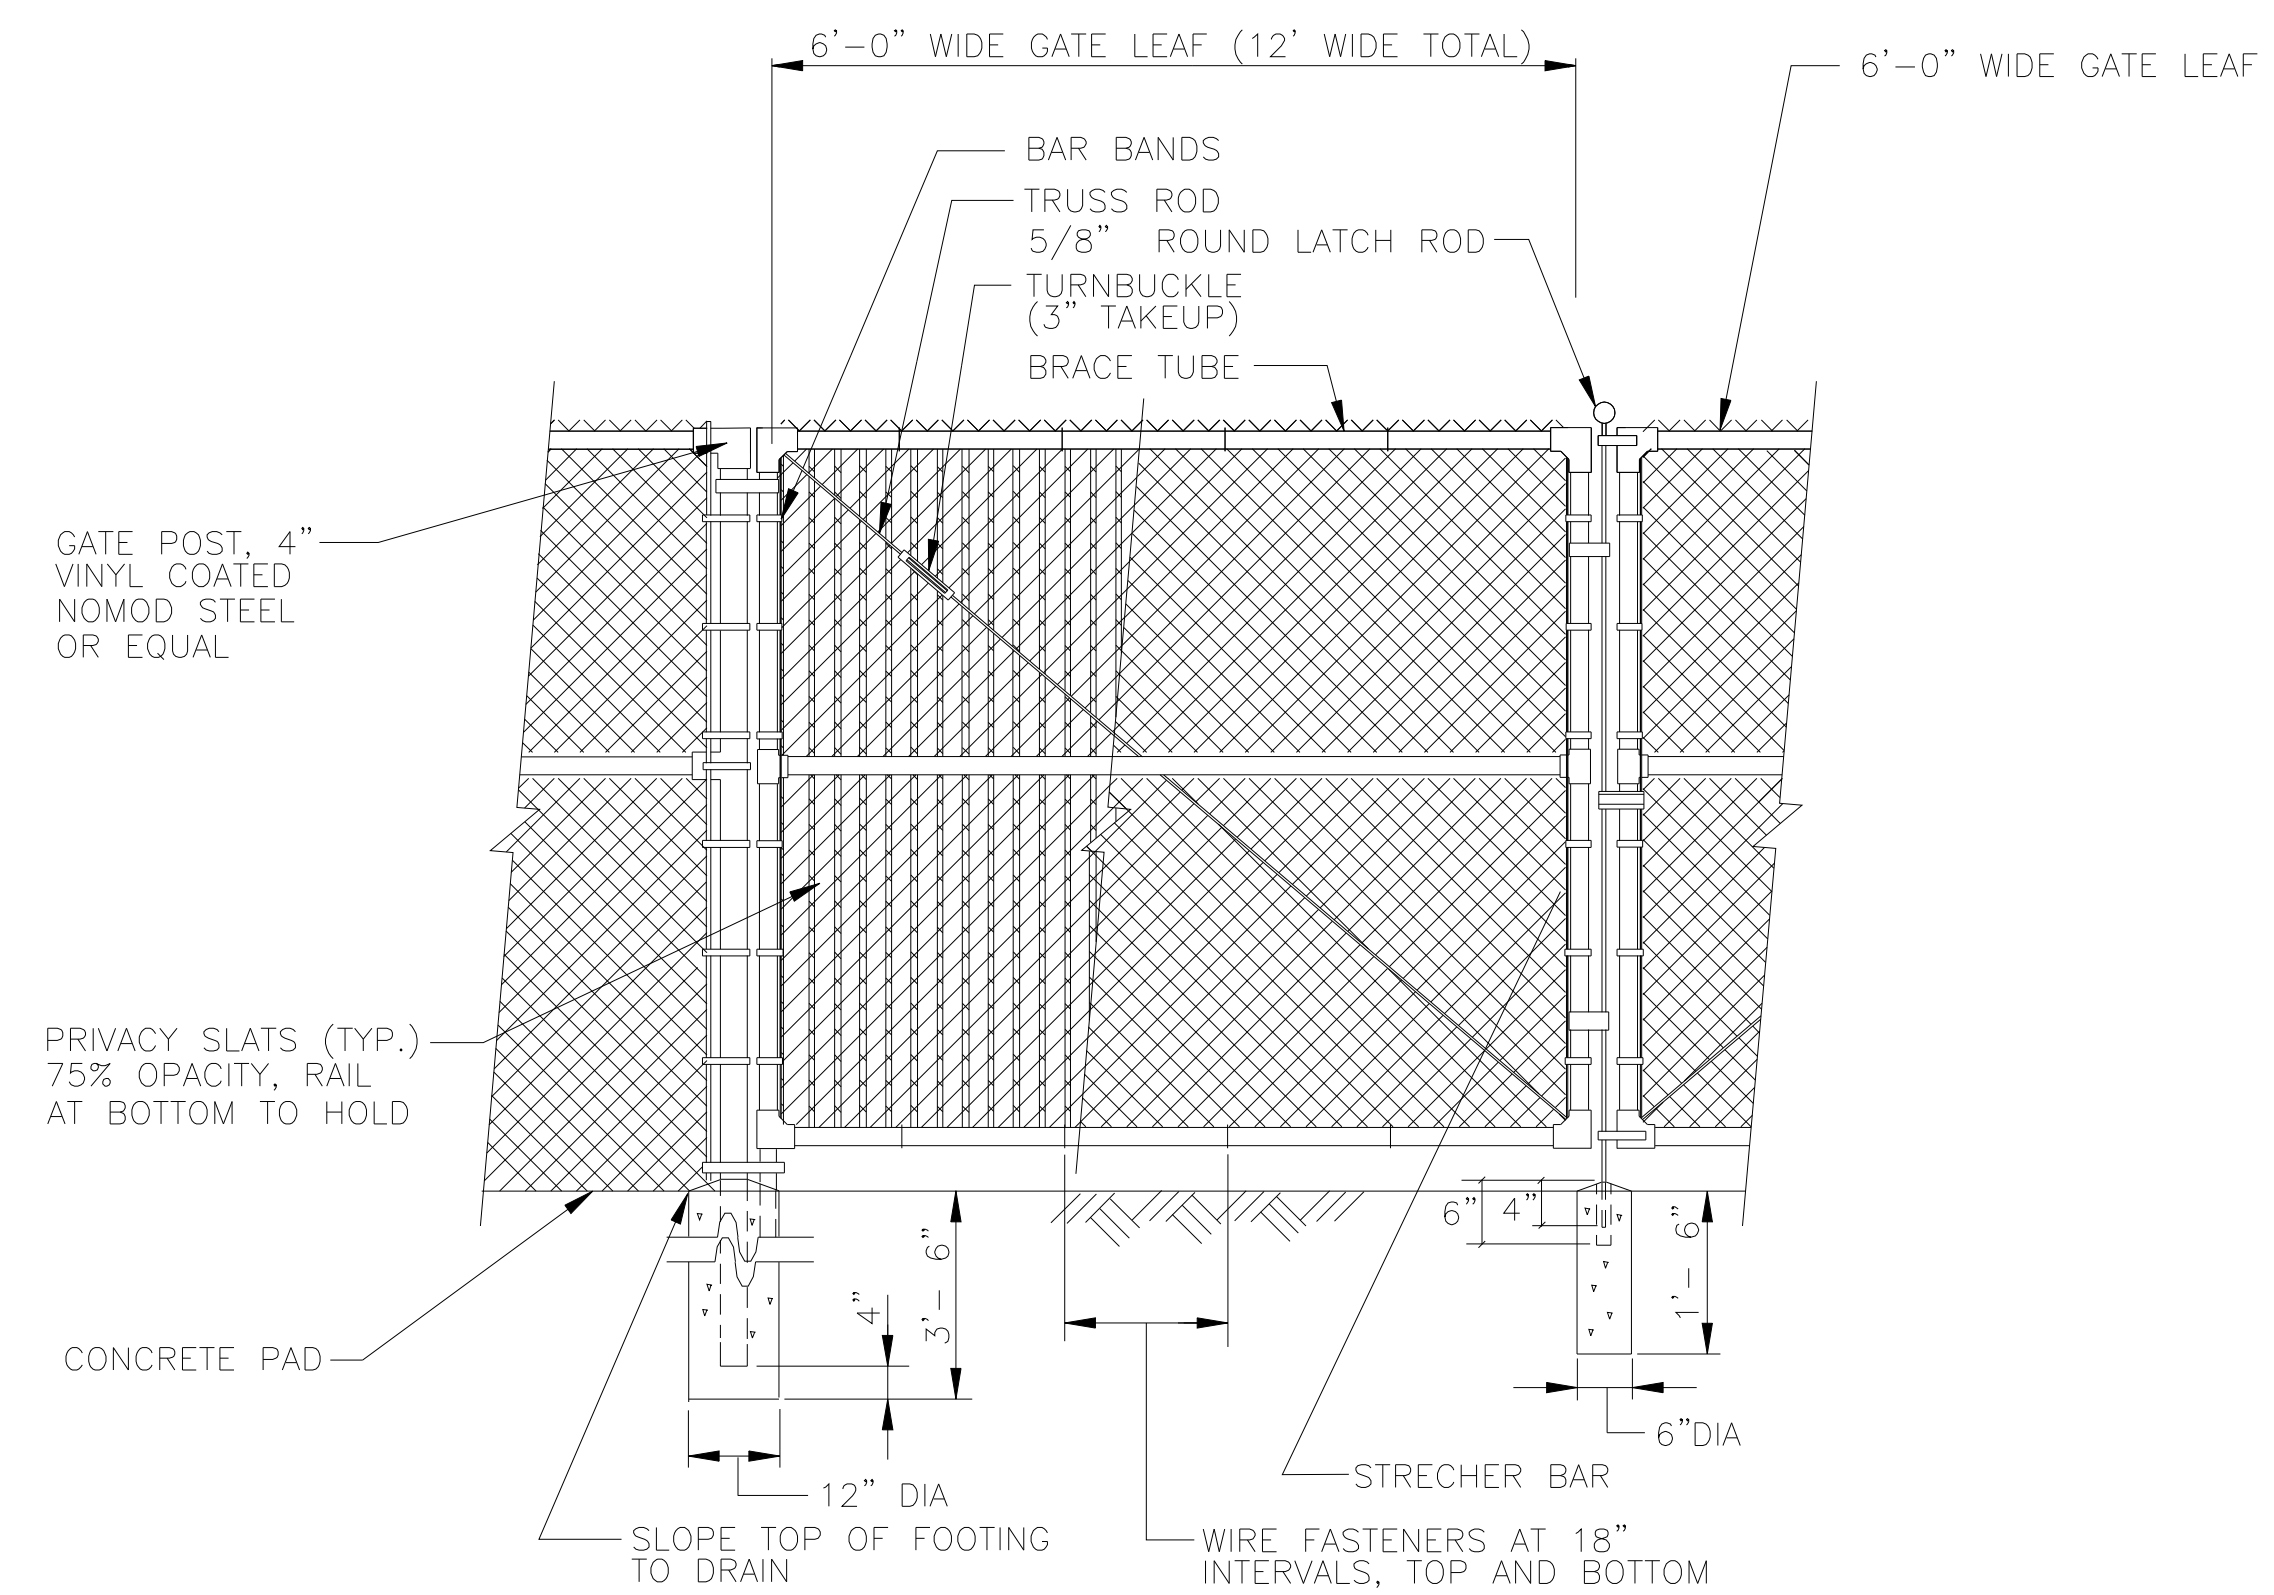 6'-0" WIDE GATE LEAF (12' WIDE TOTAL)
6'-0" WIDE GATE LEAF
BAR BANDS
TRUSS ROD
5/8" ROUND LATCH ROD
TURNBUCKLE
(3" TAKEUP)
BRACE TUBE
GATE POST, 4"
VINYL COATED
NOMOD STEEL
OR EQUAL
PRIVACY SLATS (TYP.)
75% OPACITY, RAIL
AT BOTTOM TO HOLD
CONCRETE PAD
4"
3'- 6"
6"
4"
1'- 6"
12" DIA
6"DIA
SLOPE TOP OF FOOTING
TO DRAIN
STRECHER BAR
WIRE FASTENERS AT 18"
INTERVALS, TOP AND BOTTOM